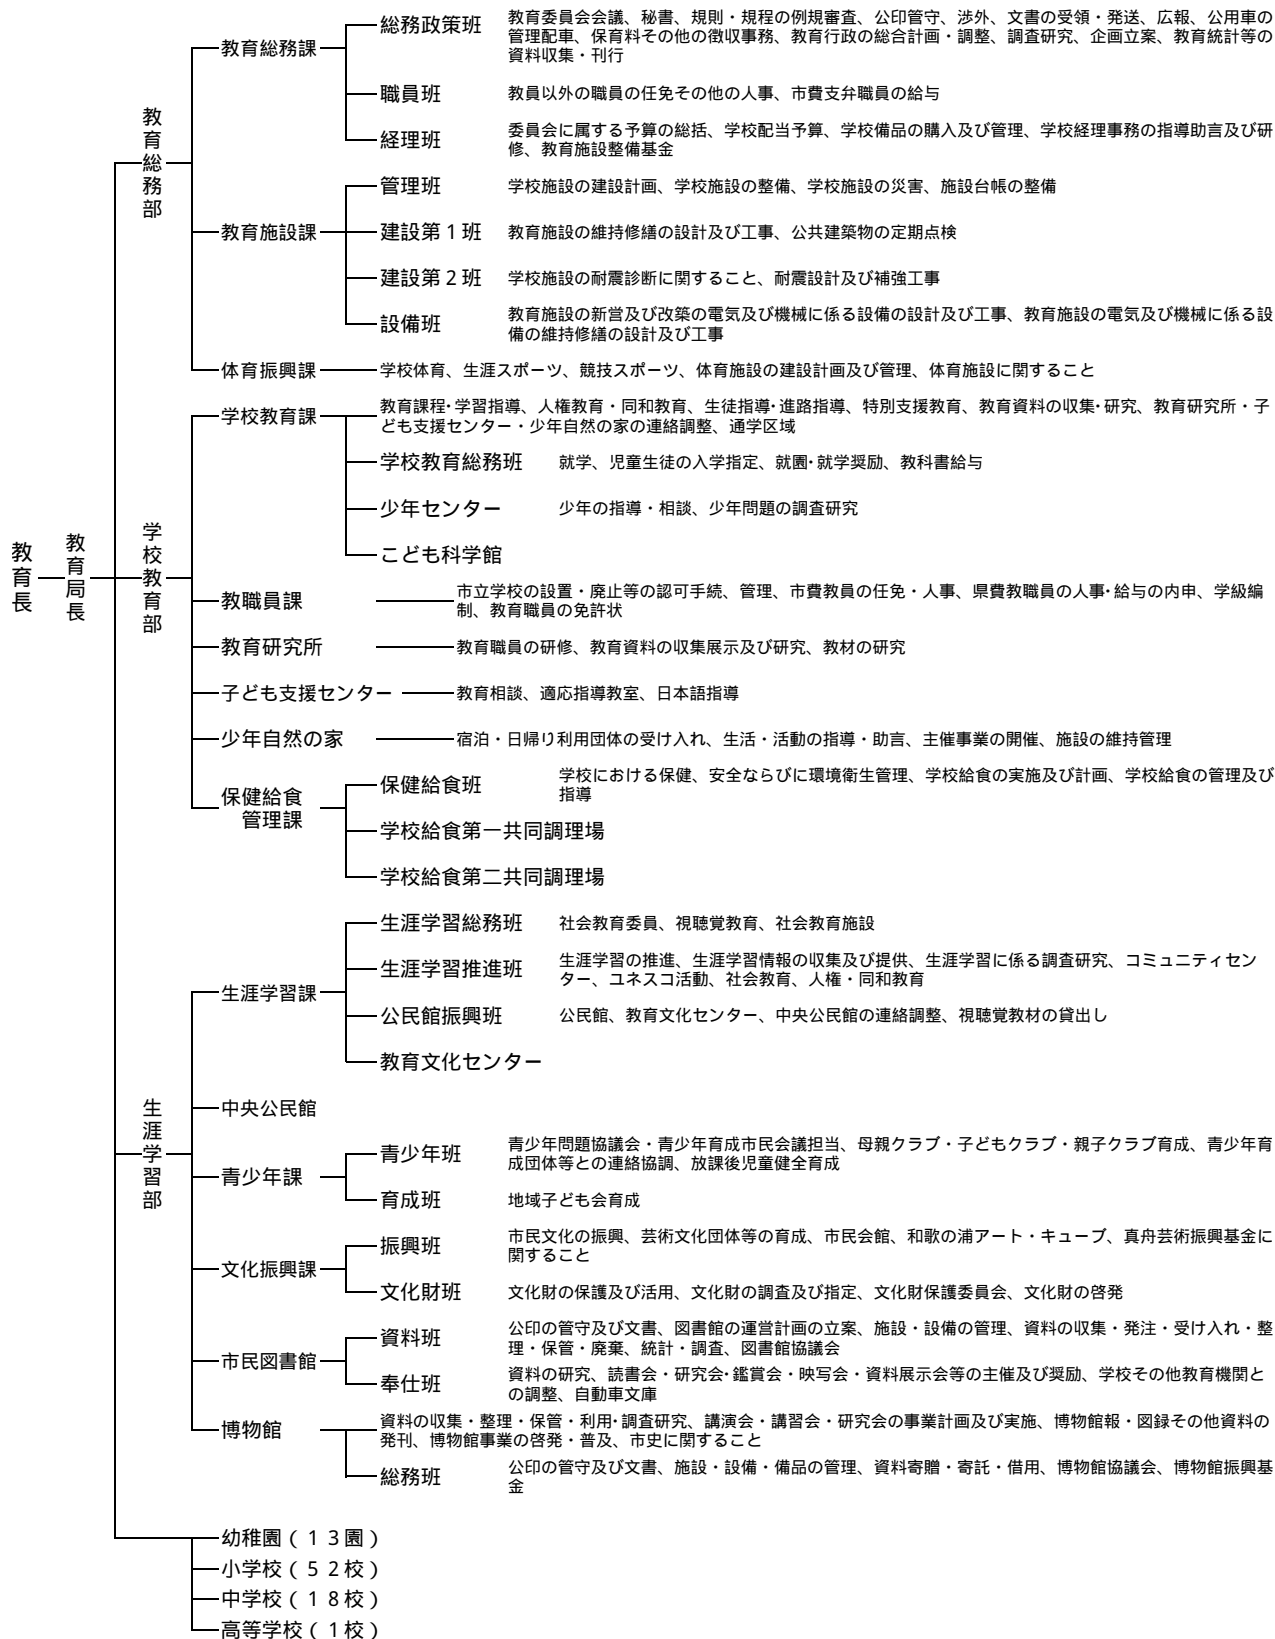 教育長
教育局長
教育総務部
教育総務課
総務政策班
教育委員会会議、秘書、規則・規程の例規審査、公印管守、渉外、文書の受領・発送、広報、公用車の
管理配車、保育料その他の徴収事務、教育行政の総合計画・調整、調査研究、企画立案、教育統計等の
資料収集・刊行
職員班
教員以外の職員の任免その他の人事、市費支弁職員の給与
経理班
委員会に属する予算の総括、学校配当予算、学校備品の購入及び管理、学校経理事務の指導助言及び研
修、教育施設整備基金
教育施設課
管理班
学校施設の建設計画、学校施設の整備、学校施設の災害、施設台帳の整備
建設第1班
教育施設の維持修繕の設計及び工事、公共建築物の定期点検
建設第2班
学校施設の耐震診断に関すること、耐震設計及び補強工事
設備班
教育施設の新営及び改築の電気及び機械に係る設備の設計及び工事、教育施設の電気及び機械に係る設
備の維持修繕の設計及び工事
体育振興課
学校体育、生涯スポーツ、競技スポーツ、体育施設の建設計画及び管理、体育施設に関すること
学校教育部
学校教育課
教育課程・学習指導、人権教育・同和教育、生徒指導・進路指導、特別支援教育、教育資料の収集・研究、教育研究所・子
ども支援センター・少年自然の家の連絡調整、通学区域
学校教育総務班
就学、児童生徒の入学指定、就園・就学奨励、教科書給与
少年センター
少年の指導・相談、少年問題の調査研究
こども科学館
教職員課
市立学校の設置・廃止等の認可手続、管理、市費教員の任免・人事、県費教職員の人事・給与の内申、学級編
制、教育職員の免許状
教育研究所
教育職員の研修、教育資料の収集展示及び研究、教材の研究
子ども支援センター
教育相談、適応指導教室、日本語指導
少年自然の家
宿泊・日帰り利用団体の受け入れ、生活・活動の指導・助言、主催事業の開催、施設の維持管理
保健給食
管理課
保健給食班
学校における保健、安全ならびに環境衛生管理、学校給食の実施及び計画、学校給食の管理及び
指導
学校給食第一共同調理場
学校給食第二共同調理場
生涯学習部
生涯学習課
生涯学習総務班
社会教育委員、視聴覚教育、社会教育施設
生涯学習推進班
生涯学習の推進、生涯学習情報の収集及び提供、生涯学習に係る調査研究、コミュニティセン
ター、ユネスコ活動、社会教育、人権・同和教育
公民館振興班
公民館、教育文化センター、中央公民館の連絡調整、視聴覚教材の貸出し
教育文化センター
中央公民館
青少年課
青少年班
青少年問題協議会・青少年育成市民会議担当、母親クラブ・子どもクラブ・親子クラブ育成、青少年育
成団体等との連絡協調、放課後児童健全育成
育成班
地域子ども会育成
文化振興課
振興班
市民文化の振興、芸術文化団体等の育成、市民会館、和歌の浦アート・キューブ、真舟芸術振興基金に
関すること
文化財班
文化財の保護及び活用、文化財の調査及び指定、文化財保護委員会、文化財の啓発
市民図書館
資料班
公印の管守及び文書、図書館の運営計画の立案、施設・設備の管理、資料の収集・発注・受け入れ・整
理・保管・廃棄、統計・調査、図書館協議会
奉仕班
資料の研究、読書会・研究会・鑑賞会・映写会・資料展示会等の主催及び奨励、学校その他教育機関と
の調整、自動車文庫
博物館
資料の収集・整理・保管・利用・調査研究、講演会・講習会・研究会の事業計画及び実施、博物館報・図録その他資料の
発刊、博物館事業の啓発・普及、市史に関すること
総務班
公印の管守及び文書、施設・設備・備品の管理、資料寄贈・寄託・借用、博物館協議会、博物館振興基
金
幼稚園(13園)
小学校(52校)
中学校(18校)
高等学校(1校)